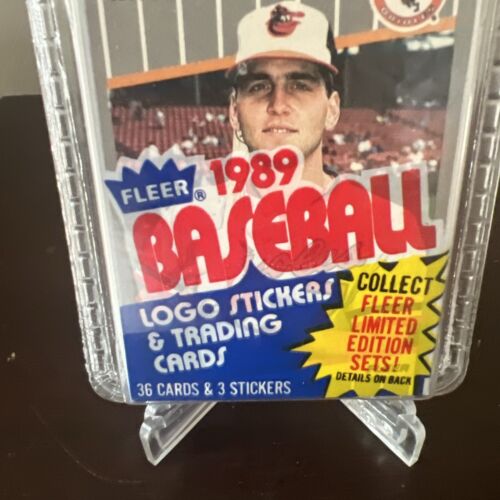 FLEER®
1989
BASEBALL
LOGO STICKERS
& TRADING
CARDS
36 CARDS & 3 STICKERS
COLLECT
FLEER
LIMITED
EDITION
SETS!
DETAILS ON BACK